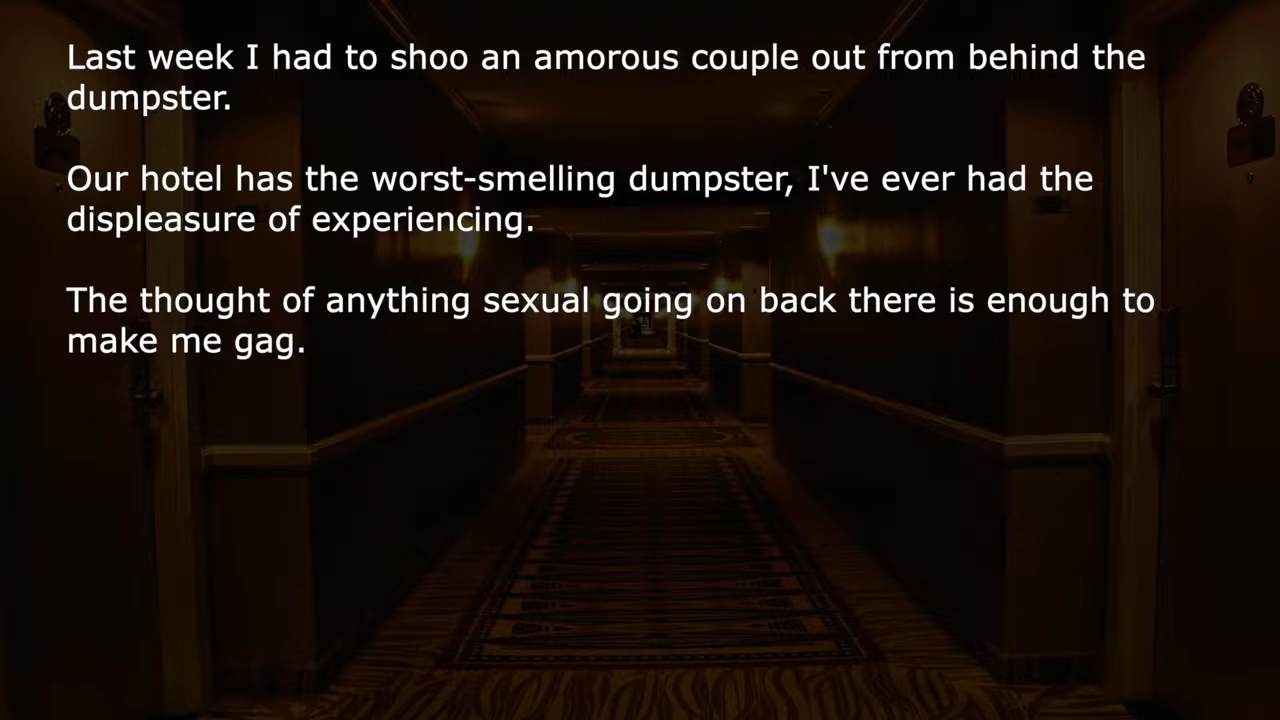 Last week I had to shoo an amorous couple out from behind the
dumpster.
Our hotel has the worst-smelling dumpster, I've ever had the
displeasure of experiencing.
The thought of anything sexual going on back there is enough to
make me gag.